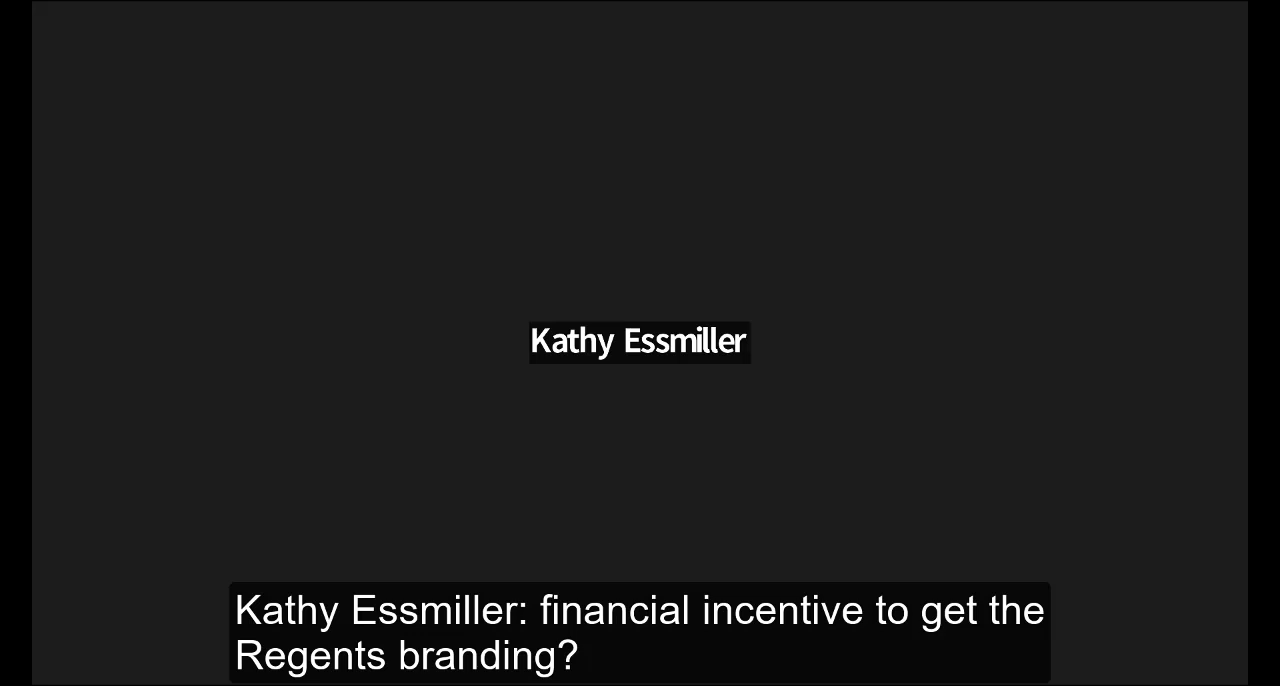 Kathy Essmiller
Kathy Essmiller: financial incentive to get the
Regents branding?